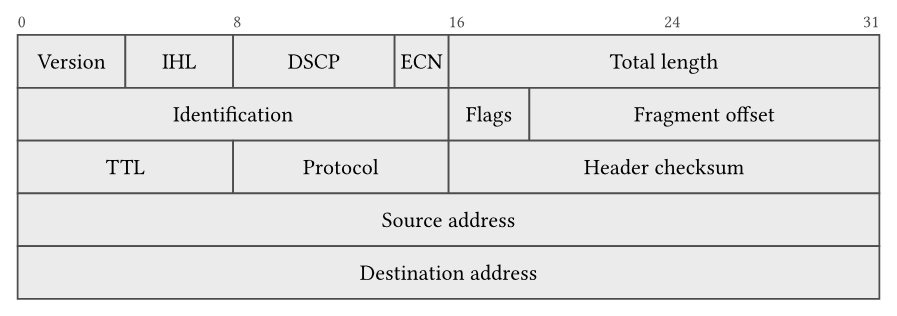 0 8 16 24 31
Version IHL DSCP ECN Total length
Identification Flags Fragment offset
TTL Protocol Header checksum
Source address
Destination address